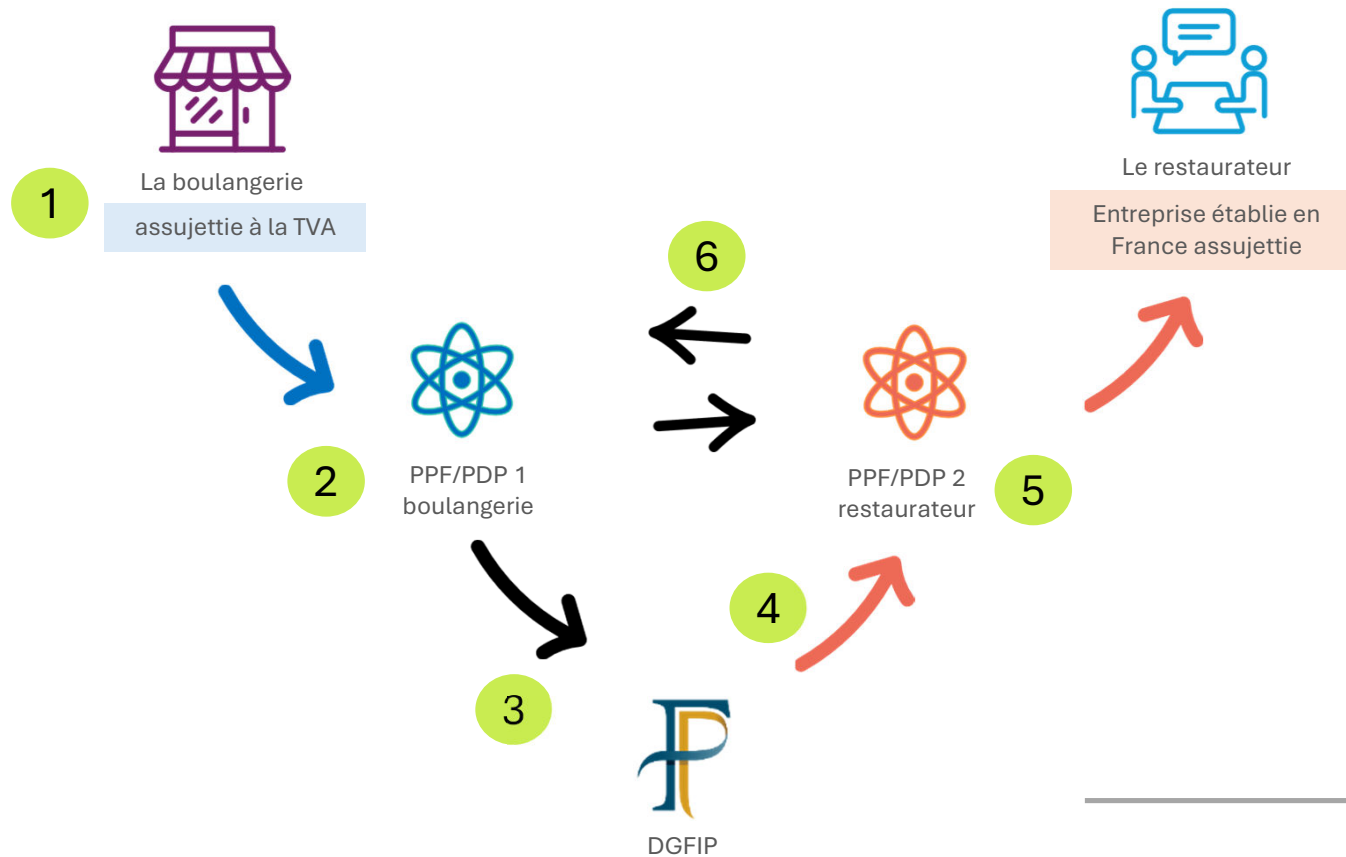 La boulangerie
1
assujettie à la TVA
Le restaurateur
Entreprise établie en
France assujettie
6
2
PPF/PDP 1
boulangerie
PPF/PDP 2
restaurateur
5
4
3
DGFIP